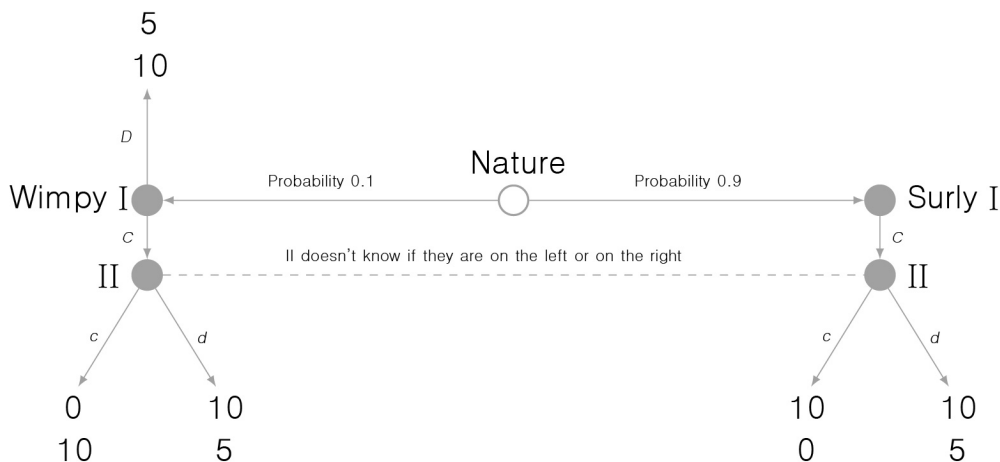 5
10
D
Nature
Probability 0.1
Probability 0.9
Wimpy I
Surly I
C
C
II doesn't know if they are on the left or on the right
II
II
c
d
c
d
0
10
10
5
10
0
10
5